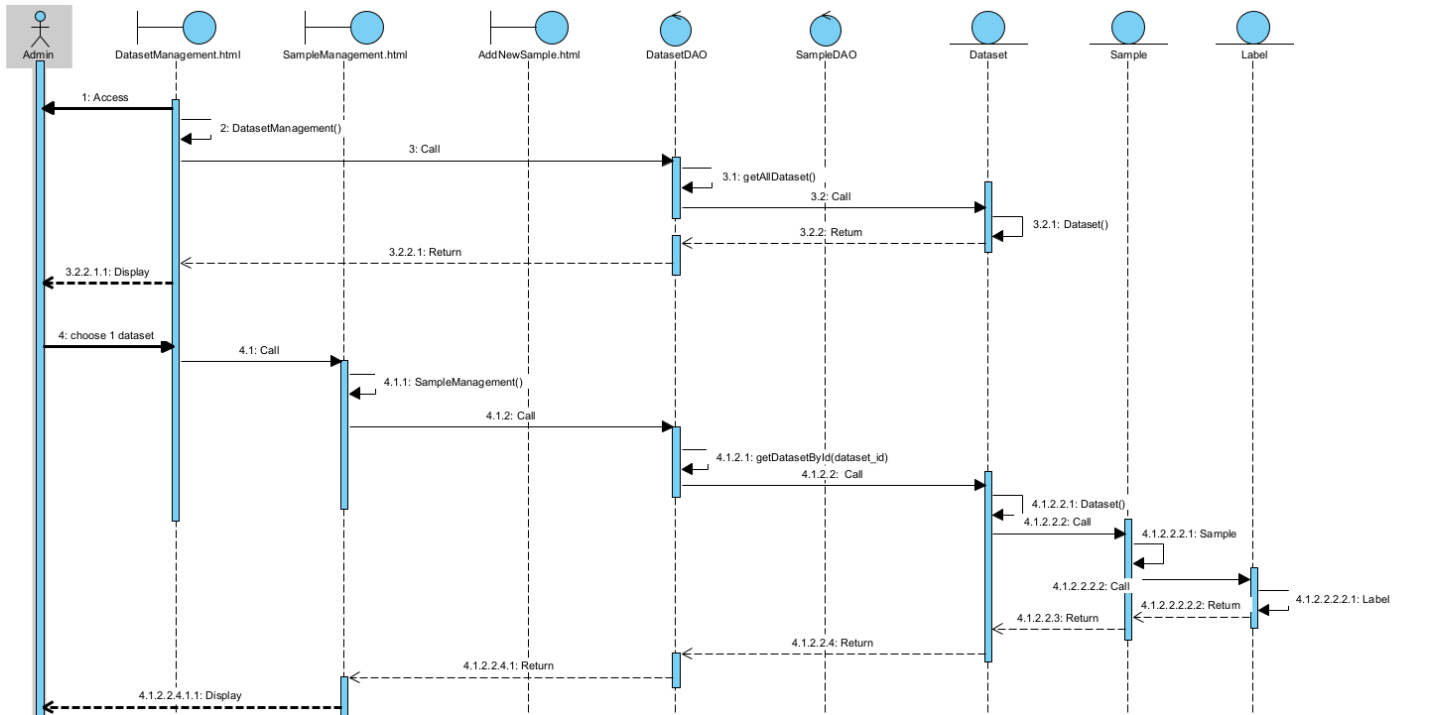 Admin
DatasetManagement.html
SampleManagement.html
AddNewSample.html
DatasetDAO
SampleDAO
Dataset
Sample
Label
1: Access
2: DatasetManagement()
3: Call
3.1: getAllDataset()
3.2: Call
3.2.1: Dataset()
3.2.2: Return
3.2.2.1: Return
3.2.2.1.1: Display
4: choose 1 dataset
4.1: Call
4.1.1: SampleManagement()
4.1.2: Call
4.1.2.1: getDatasetById(dataset_id)
4.1.2.2: Call
4.1.2.2.1: Dataset()
4.1.2.2.2: Call
4.1.2.2.2.1: Sample
4.1.2.2.2.2: Call
4.1.2.2.2.2.1: Label
4.1.2.2.2.2.2: Return
4.1.2.2.3: Return
4.1.2.2.4: Return
4.1.2.2.4.1: Return
4.1.2.2.4.1.1: Display